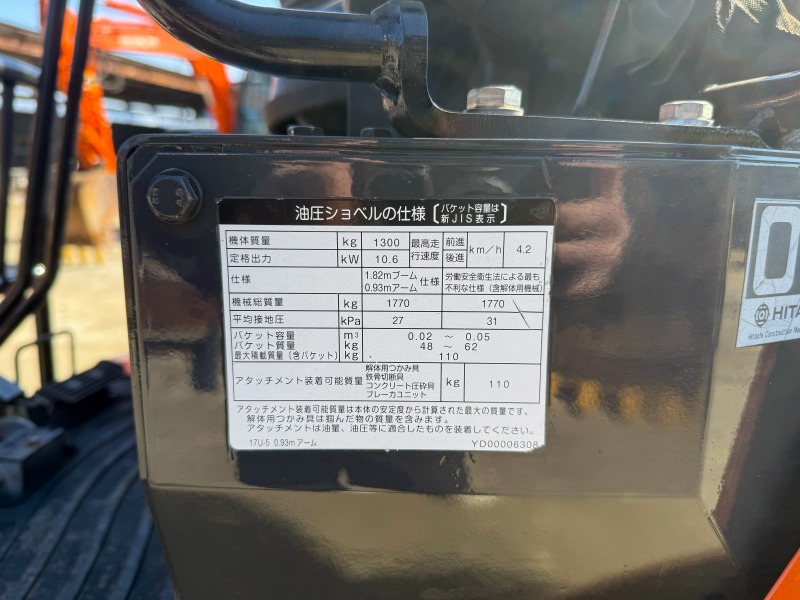 油圧ショベルの仕様〔バケット容量は 新JIS表示〕
機体質量 kg 1300 最高走行速度 前進 後進 km/h 4.2
定格出力 kW 10.6
仕様 1.82mブーム 0.93mアーム 仕様 労働安全衛生法による最も不利な仕様(含解体用機械)
機械総質量 kg 1770 1770
平均接地圧 kPa 27 31
バケット容量 m³ 0.02 ～ 0.05
バケット質量 kg 48 ～ 62
最大積載質量(含バケット) kg 110
アタッチメント装着可能質量 解体用つかみ具 鉄骨切断具 コンクリート圧砕具 ブレーカユニット kg 110
アタッチメント装着可能質量は本体の安定度から計算された最大の質量です。
解体用つかみ具は掴んだ物の質量を含みます。
アタッチメントは油量、油圧等に適合したものを装着してください。
17U-5 0.93mアーム YD00006308
HITA
Hitachi Construction Ma